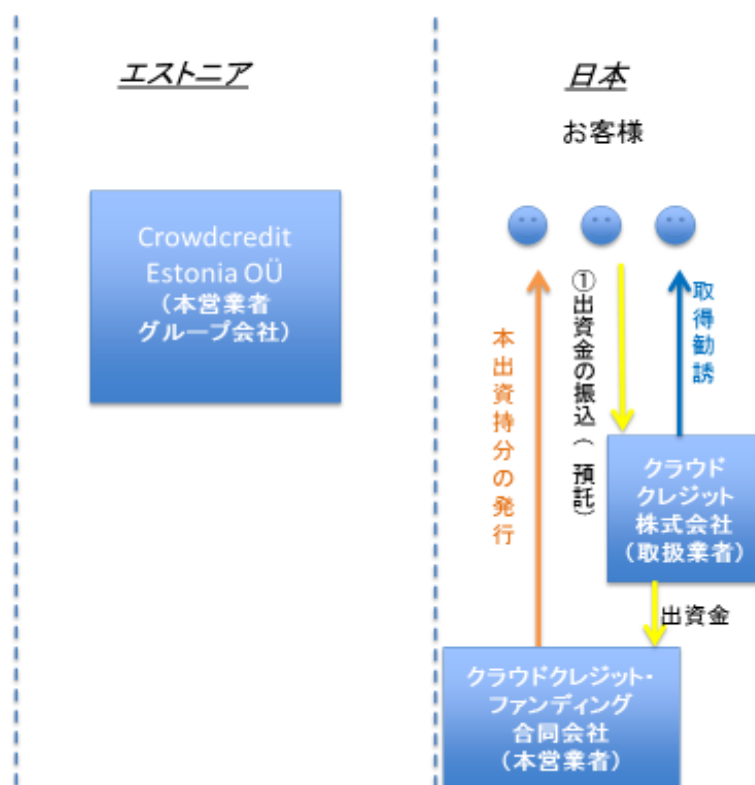 エストニア
日本
お客様
Crowdcredit
Estonia OÜ
(本営業者
グループ会社)
本出資持分の発行
①出資金の振込(預託)
取得勧誘
クラウド
クレジット
株式会社
(取扱業者)
出資金
クラウドクレジット・
ファンディング
合同会社
(本営業者)